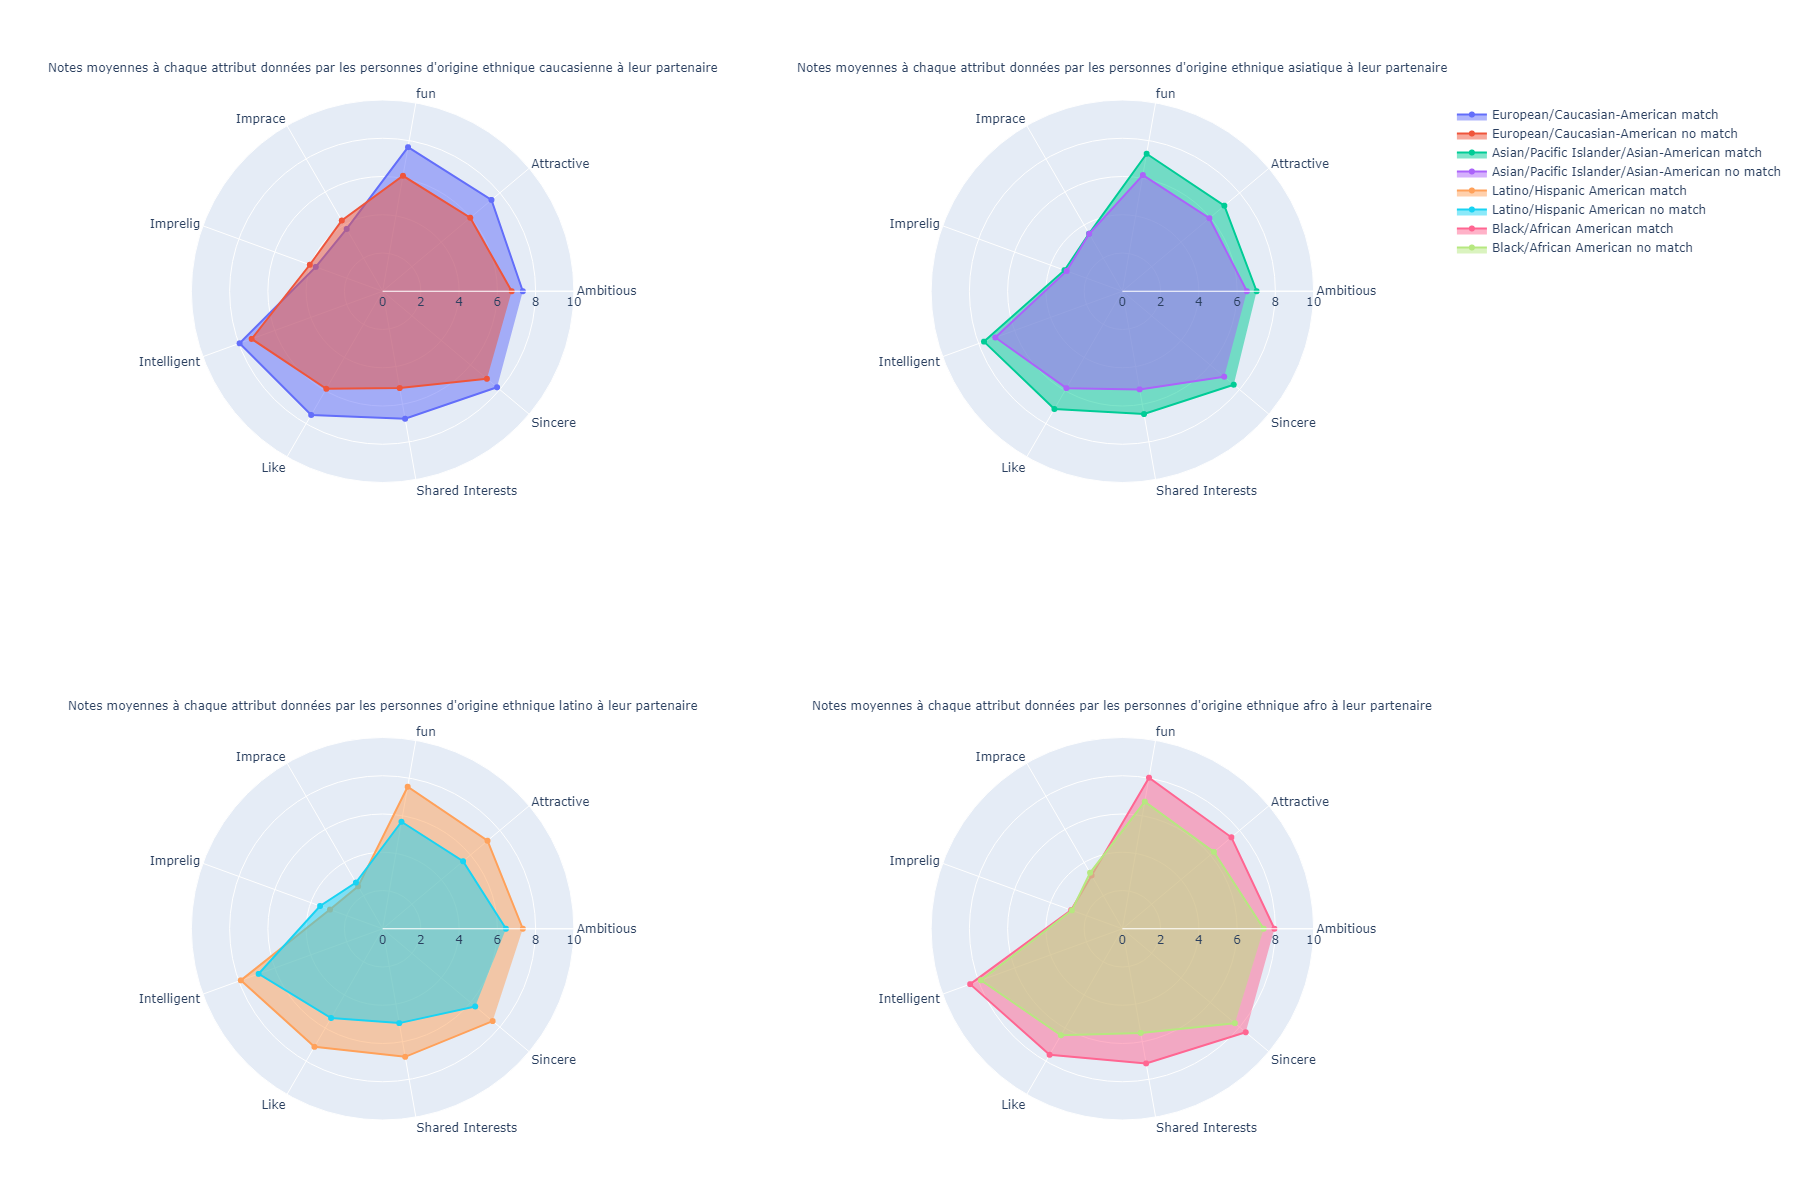 Notes moyennes à chaque attribut données par les personnes d'origine ethnique caucasienne à leur partenaire
fun
Imprace
Attractive
Imprelig
0 2 4 6 8 10
Ambitious
Intelligent
Sincere
Like
Shared Interests
Notes moyennes à chaque attribut données par les personnes d'origine ethnique asiatique à leur partenaire
fun
Imprace
Attractive
Imprelig
0 2 4 6 8 10
Ambitious
Intelligent
Sincere
Like
Shared Interests
European/Caucasian-American match
European/Caucasian-American no match
Asian/Pacific Islander/Asian-American match
Asian/Pacific Islander/Asian-American no match
Latino/Hispanic American match
Latino/Hispanic American no match
Black/African American match
Black/African American no match
Notes moyennes à chaque attribut données par les personnes d'origine ethnique latino à leur partenaire
fun
Imprace
Attractive
Imprelig
0 2 4 6 8 10
Ambitious
Intelligent
Sincere
Like
Shared Interests
Notes moyennes à chaque attribut données par les personnes d'origine ethnique afro à leur partenaire
fun
Imprace
Attractive
Imprelig
0 2 4 6 8 10
Ambitious
Intelligent
Sincere
Like
Shared Interests